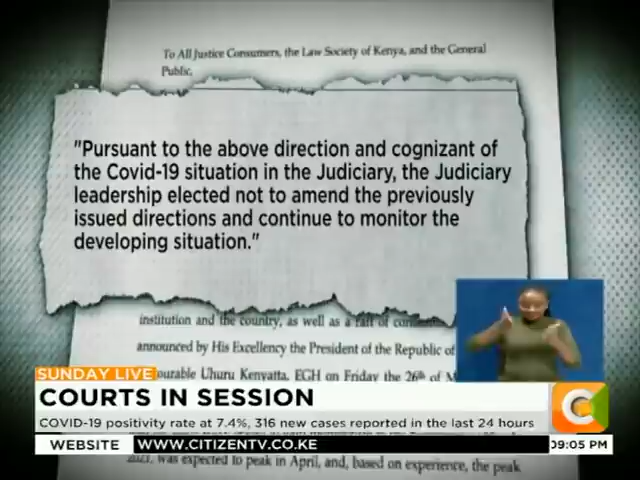 To All Justice Consumers, the Law Society of Kenya, and the General
Public,
"Pursuant to the above direction and cognizant of
the Covid-19 situation in the Judiciary, the Judiciary
leadership elected not to amend the previously
issued directions and continue to monitor the
developing situation."
institution and the country, as well as a raft of
announced by His Excellency the President of the Republic of
Uhuru Kenyatta, EGH on Friday the 26th of
SUNDAY LIVE
COURTS IN SESSION
COVID-19 positivity rate at 7.4%, 316 new cases reported in the last 24 hours
WEBSITE WWW.CITIZENTV.CO.KE 09:05 PM
2021, was expected to peak in April, and, based on experience, the peak